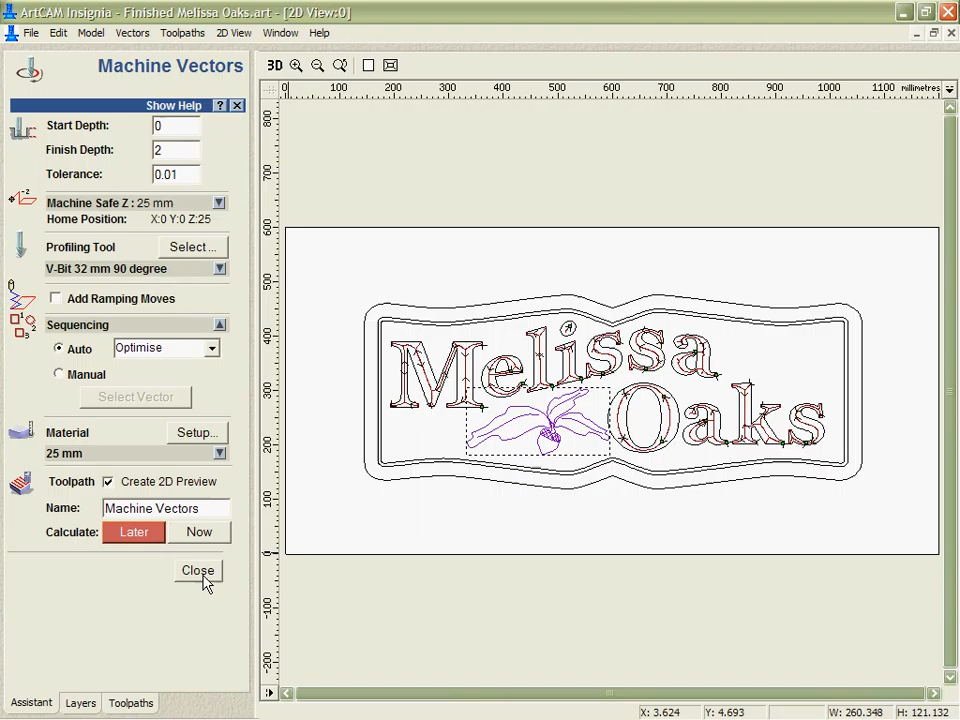 ArtCAM Insignia - Finished Melissa Oaks.art - [2D View:0]
File Edit Model Vectors Toolpaths 2D View Window Help
Machine Vectors
Show Help ?
Start Depth: 0
Finish Depth: 2
Tolerance: 0.01
Machine Safe Z : 25 mm
Home Position: X:0 Y:0 Z:25
Profiling Tool Select ...
V-Bit 32 mm 90 degree
Add Ramping Moves
Sequencing
Auto Optimise
Manual
Select Vector
Material Setup...
25 mm
Toolpath Create 2D Preview
Name: Machine Vectors
Calculate: Later Now
Close
Assistant Layers Toolpaths
3D
0 100 200 300 400 500 600 700 800 900 1000 1100 millimetres
800
700
600
500
400
300
200
100
0
-100
-200
Melissa
Oaks
X: 3.624 Y: 4.693 W: 260.348 H: 121.132